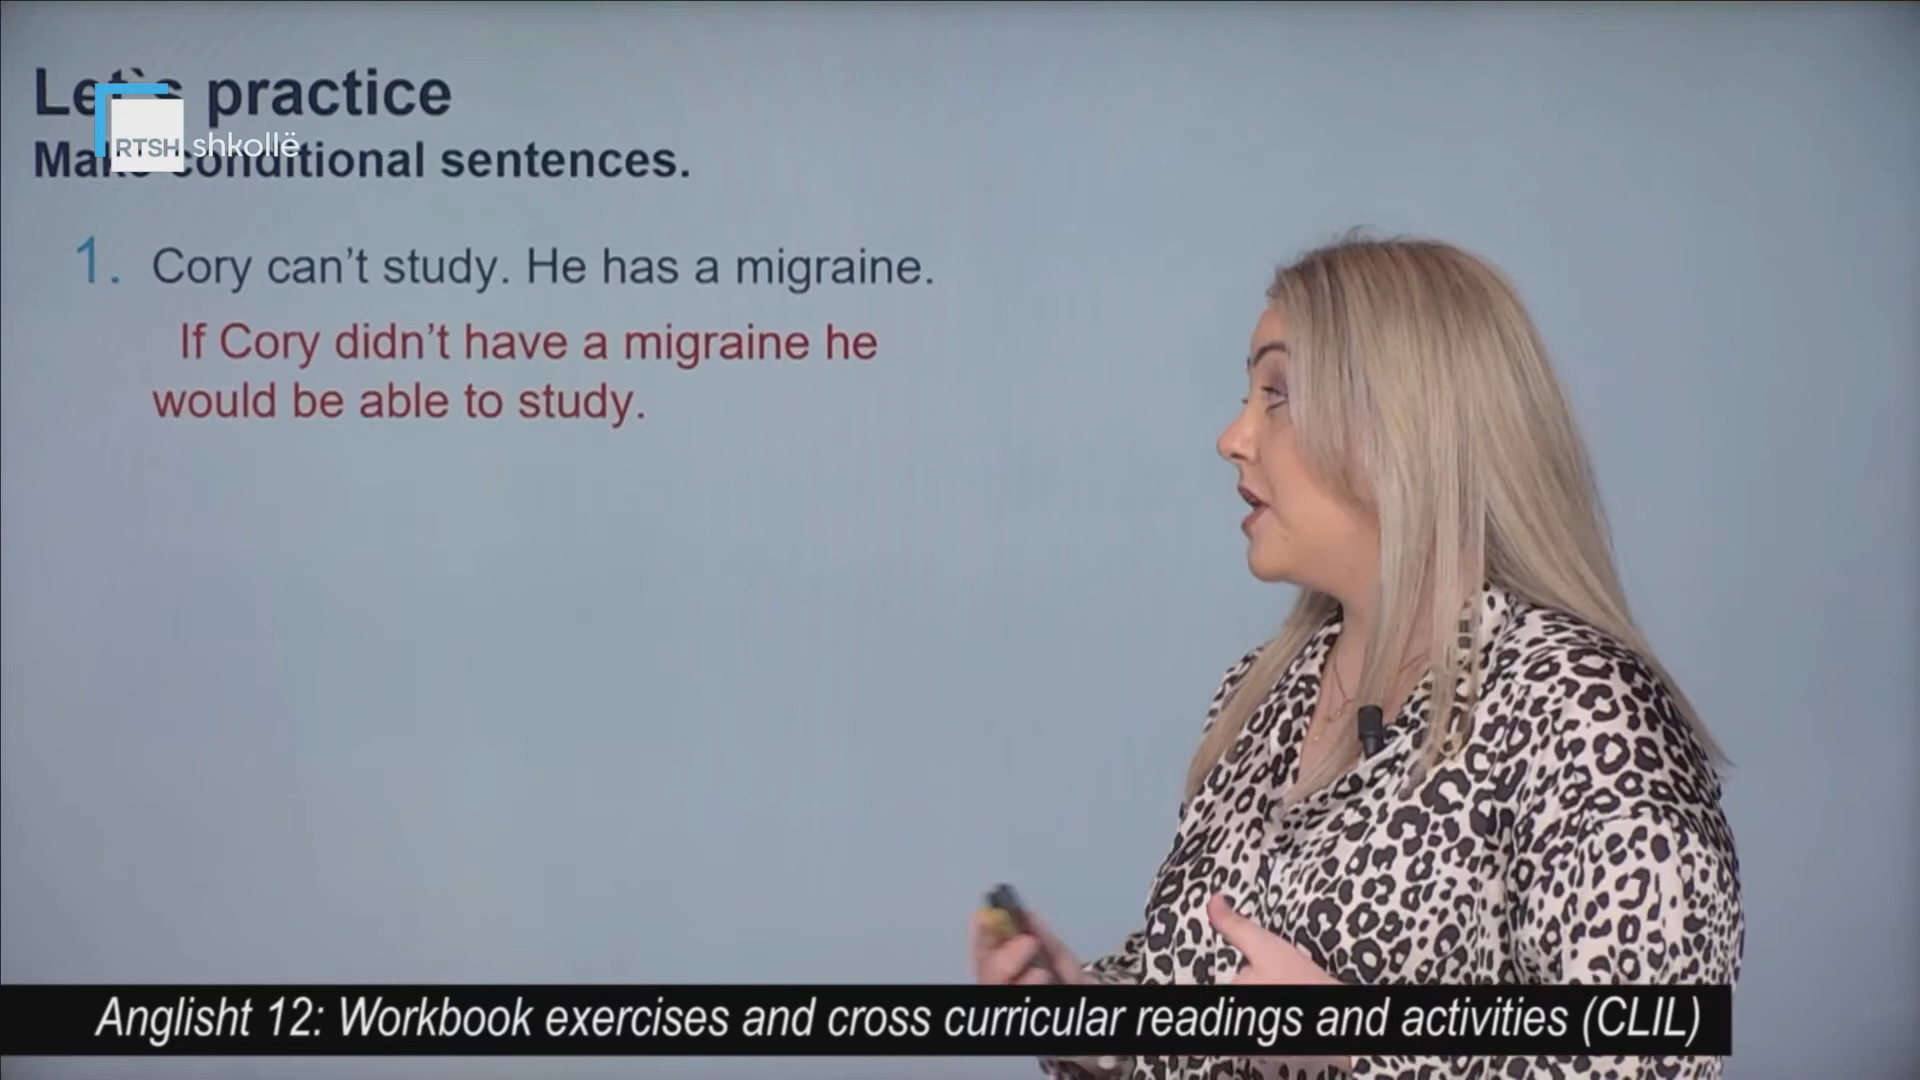 Let`s practice
RTSH shkollë
Make conditional sentences.
1. Cory can’t study. He has a migraine.
If Cory didn’t have a migraine he
would be able to study.
Anglisht 12: Workbook exercises and cross curricular readings and activities (CLIL)